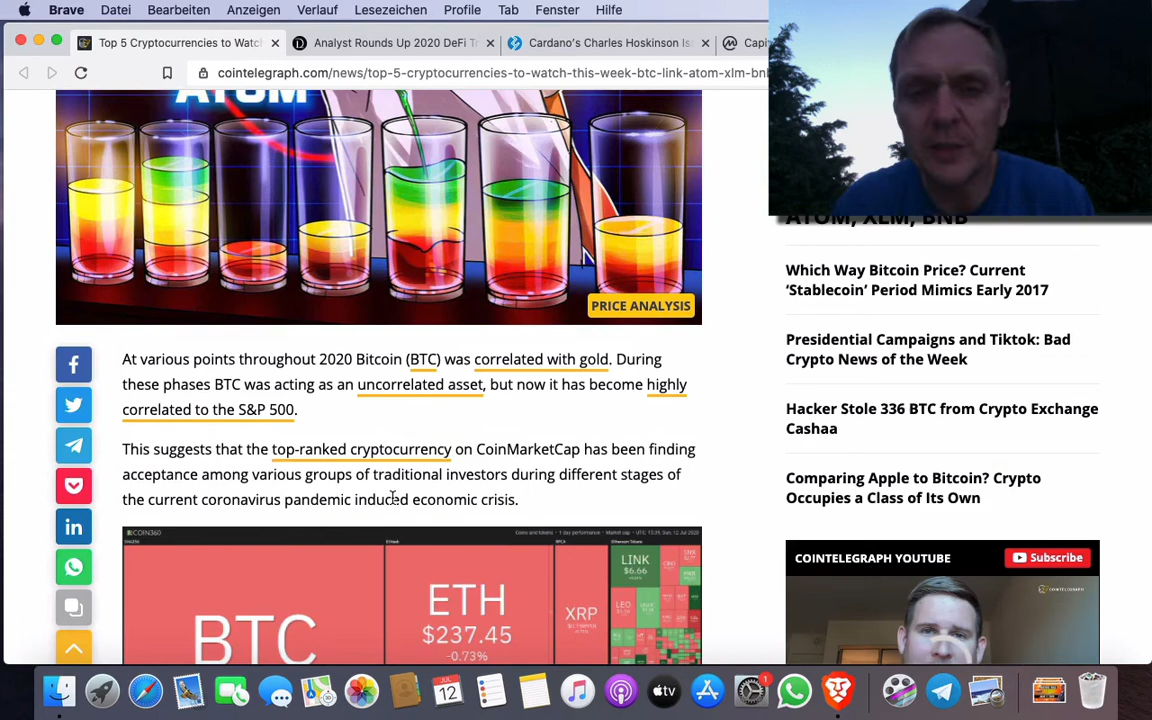 Brave Datei Bearbeiten Anzeigen Verlauf Lesezeichen Profile Tab Fenster Hilfe
Top 5 Cryptocurrencies to Watch
Analyst Rounds Up 2020 DeFi T
Cardano's Charles Hoskinson Is
Capi
cointelegraph.com/news/top-5-cryptocurrencies-to-watch-this-week-btc-link-atom-xlm-bnb
ATOM
PRICE ANALYSIS
At various points throughout 2020 Bitcoin (BTC) was correlated with gold. During
these phases BTC was acting as an uncorrelated asset, but now it has become highly
correlated to the S&P 500.
This suggests that the top-ranked cryptocurrency on CoinMarketCap has been finding
acceptance among various groups of traditional investors during different stages of
the current coronavirus pandemic induced economic crisis.
COIN360
BTC
ETH
$237.45
-0.73%
XRP
LINK
$6.66
LEO
ATOM, XLM, BNB
Which Way Bitcoin Price? Current
'Stablecoin' Period Mimics Early 2017
Presidential Campaigns and Tiktok: Bad
Crypto News of the Week
Hacker Stole 336 BTC from Crypto Exchange
Cashaa
Comparing Apple to Bitcoin? Crypto
Occupies a Class of Its Own
COINTELEGRAPH YOUTUBE
Subscribe
JUL
12
tv
1